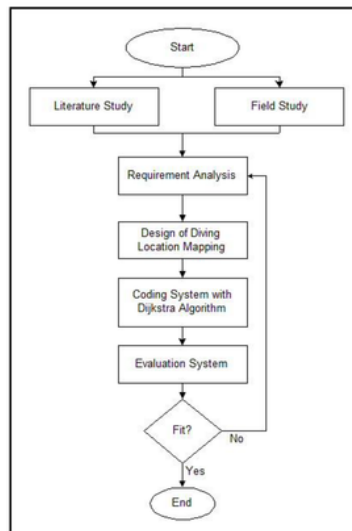 Start
Literature Study
Field Study
Requirement Analysis
Design of Diving
Location Mapping
Coding System with
Dijkstra Algorithm
Evaluation System
Fit?
No
Yes
End